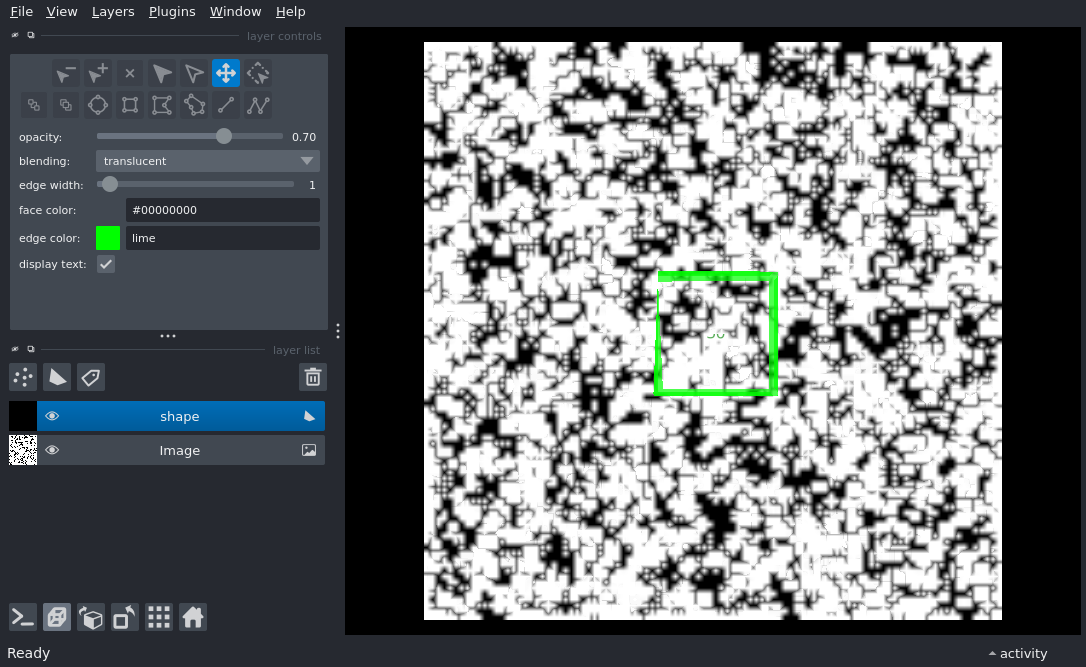 File View Layers Plugins Window Help
layer controls
opacity: 0.70
blending: translucent
edge width: 1
face color: #00000000
edge color: lime
display text:
layer list
shape
Image
Ready
activity